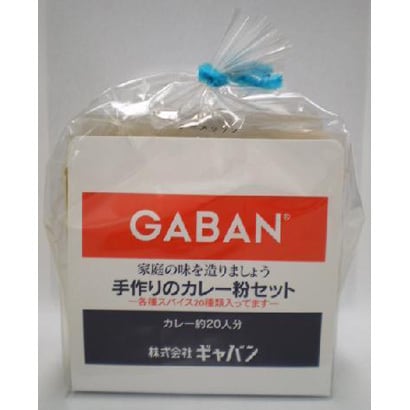 GABAN®
家庭の味を造りましょう
手作りのカレー粉セット
―各種スパイス20種類入ってます―
カレー約20人分
株式会社ギャバン